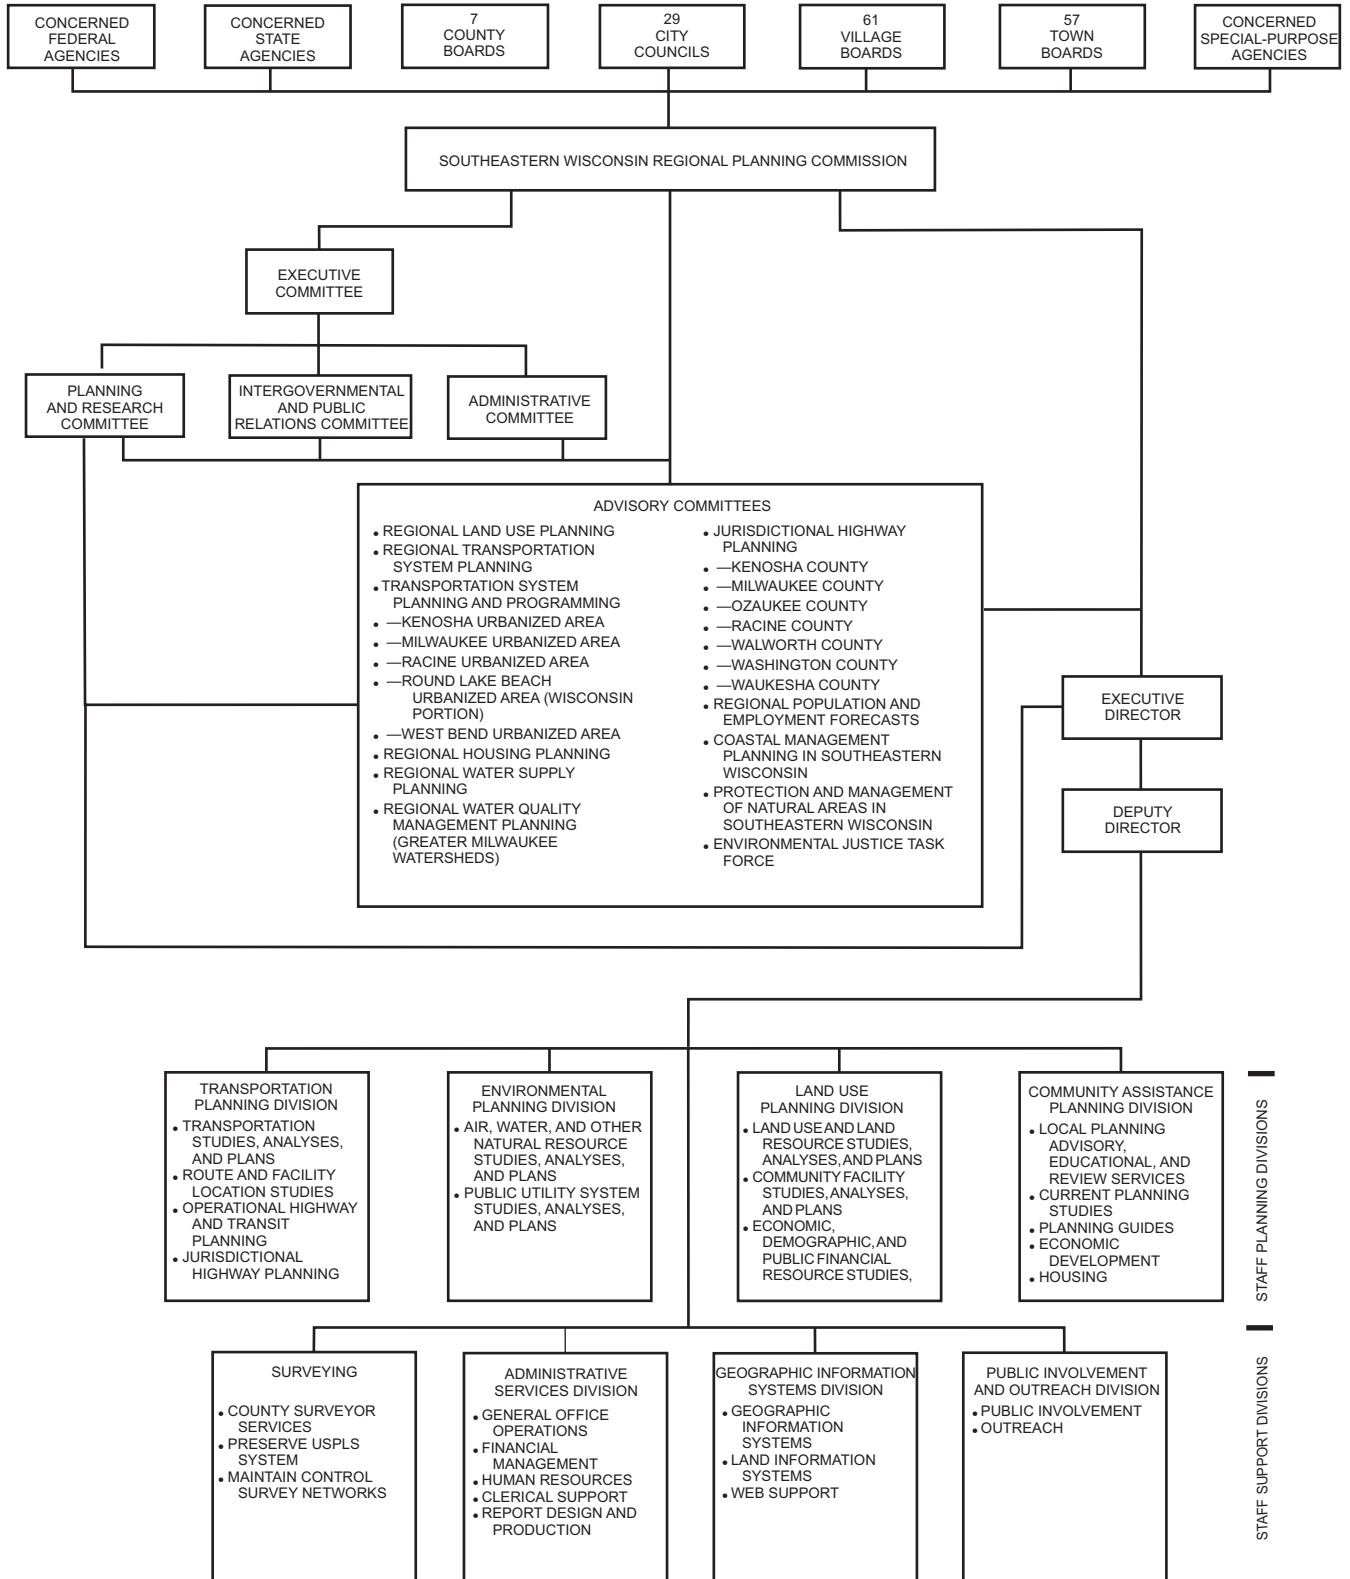 CONCERNED
FEDERAL
AGENCIES
CONCERNED
STATE
AGENCIES
7
COUNTY
BOARDS
29
CITY
COUNCILS
61
VILLAGE
BOARDS
57
TOWN
BOARDS
CONCERNED
SPECIAL-PURPOSE
AGENCIES
SOUTHEASTERN WISCONSIN REGIONAL PLANNING COMMISSION
EXECUTIVE
COMMITTEE
PLANNING
AND RESEARCH
COMMITTEE
INTERGOVERNMENTAL
AND PUBLIC
RELATIONS COMMITTEE
ADMINISTRATIVE
COMMITTEE
ADVISORY COMMITTEES
• REGIONAL LAND USE PLANNING
• REGIONAL TRANSPORTATION
SYSTEM PLANNING
• TRANSPORTATION SYSTEM
PLANNING AND PROGRAMMING
• —KENOSHA URBANIZED AREA
• —MILWAUKEE URBANIZED AREA
• —RACINE URBANIZED AREA
• —ROUND LAKE BEACH
URBANIZED AREA (WISCONSIN
PORTION)
• —WEST BEND URBANIZED AREA
• REGIONAL HOUSING PLANNING
• REGIONAL WATER SUPPLY
PLANNING
• REGIONAL WATER QUALITY
MANAGEMENT PLANNING
(GREATER MILWAUKEE
WATERSHEDS)
• JURISDICTIONAL HIGHWAY
PLANNING
• —KENOSHA COUNTY
• —MILWAUKEE COUNTY
• —OZAUKEE COUNTY
• —RACINE COUNTY
• —WALWORTH COUNTY
• —WASHINGTON COUNTY
• —WAUKESHA COUNTY
• REGIONAL POPULATION AND
EMPLOYMENT FORECASTS
• COASTAL MANAGEMENT
PLANNING IN SOUTHEASTERN
WISCONSIN
• PROTECTION AND MANAGEMENT
OF NATURAL AREAS IN
SOUTHEASTERN WISCONSIN
• ENVIRONMENTAL JUSTICE TASK
FORCE
EXECUTIVE
DIRECTOR
DEPUTY
DIRECTOR
TRANSPORTATION
PLANNING DIVISION
• TRANSPORTATION
STUDIES, ANALYSES,
AND PLANS
• ROUTE AND FACILITY
LOCATION STUDIES
• OPERATIONAL HIGHWAY
AND TRANSIT
PLANNING
• JURISDICTIONAL
HIGHWAY PLANNING
ENVIRONMENTAL
PLANNING DIVISION
• AIR, WATER, AND OTHER
NATURAL RESOURCE
STUDIES, ANALYSES,
AND PLANS
• PUBLIC UTILITY SYSTEM
STUDIES, ANALYSES,
AND PLANS
LAND USE
PLANNING DIVISION
• LAND USE AND LAND
RESOURCE STUDIES,
ANALYSES, AND PLANS
• COMMUNITY FACILITY
STUDIES, ANALYSES,
AND PLANS
• ECONOMIC,
DEMOGRAPHIC, AND
PUBLIC FINANCIAL
RESOURCE STUDIES,
COMMUNITY ASSISTANCE
PLANNING DIVISION
• LOCAL PLANNING
ADVISORY,
EDUCATIONAL, AND
REVIEW SERVICES
• CURRENT PLANNING
STUDIES
• PLANNING GUIDES
• ECONOMIC
DEVELOPMENT
• HOUSING
STAFF PLANNING DIVISIONS
SURVEYING
• COUNTY SURVEYOR
SERVICES
• PRESERVE USPLS
SYSTEM
• MAINTAIN CONTROL
SURVEY NETWORKS
ADMINISTRATIVE
SERVICES DIVISION
• GENERAL OFFICE
OPERATIONS
• FINANCIAL
MANAGEMENT
• HUMAN RESOURCES
• CLERICAL SUPPORT
• REPORT DESIGN AND
PRODUCTION
GEOGRAPHIC INFORMATION
SYSTEMS DIVISION
• GEOGRAPHIC
INFORMATION
SYSTEMS
• LAND INFORMATION
SYSTEMS
• WEB SUPPORT
PUBLIC INVOLVEMENT
AND OUTREACH DIVISION
• PUBLIC INVOLVEMENT
• OUTREACH
STAFF SUPPORT DIVISIONS